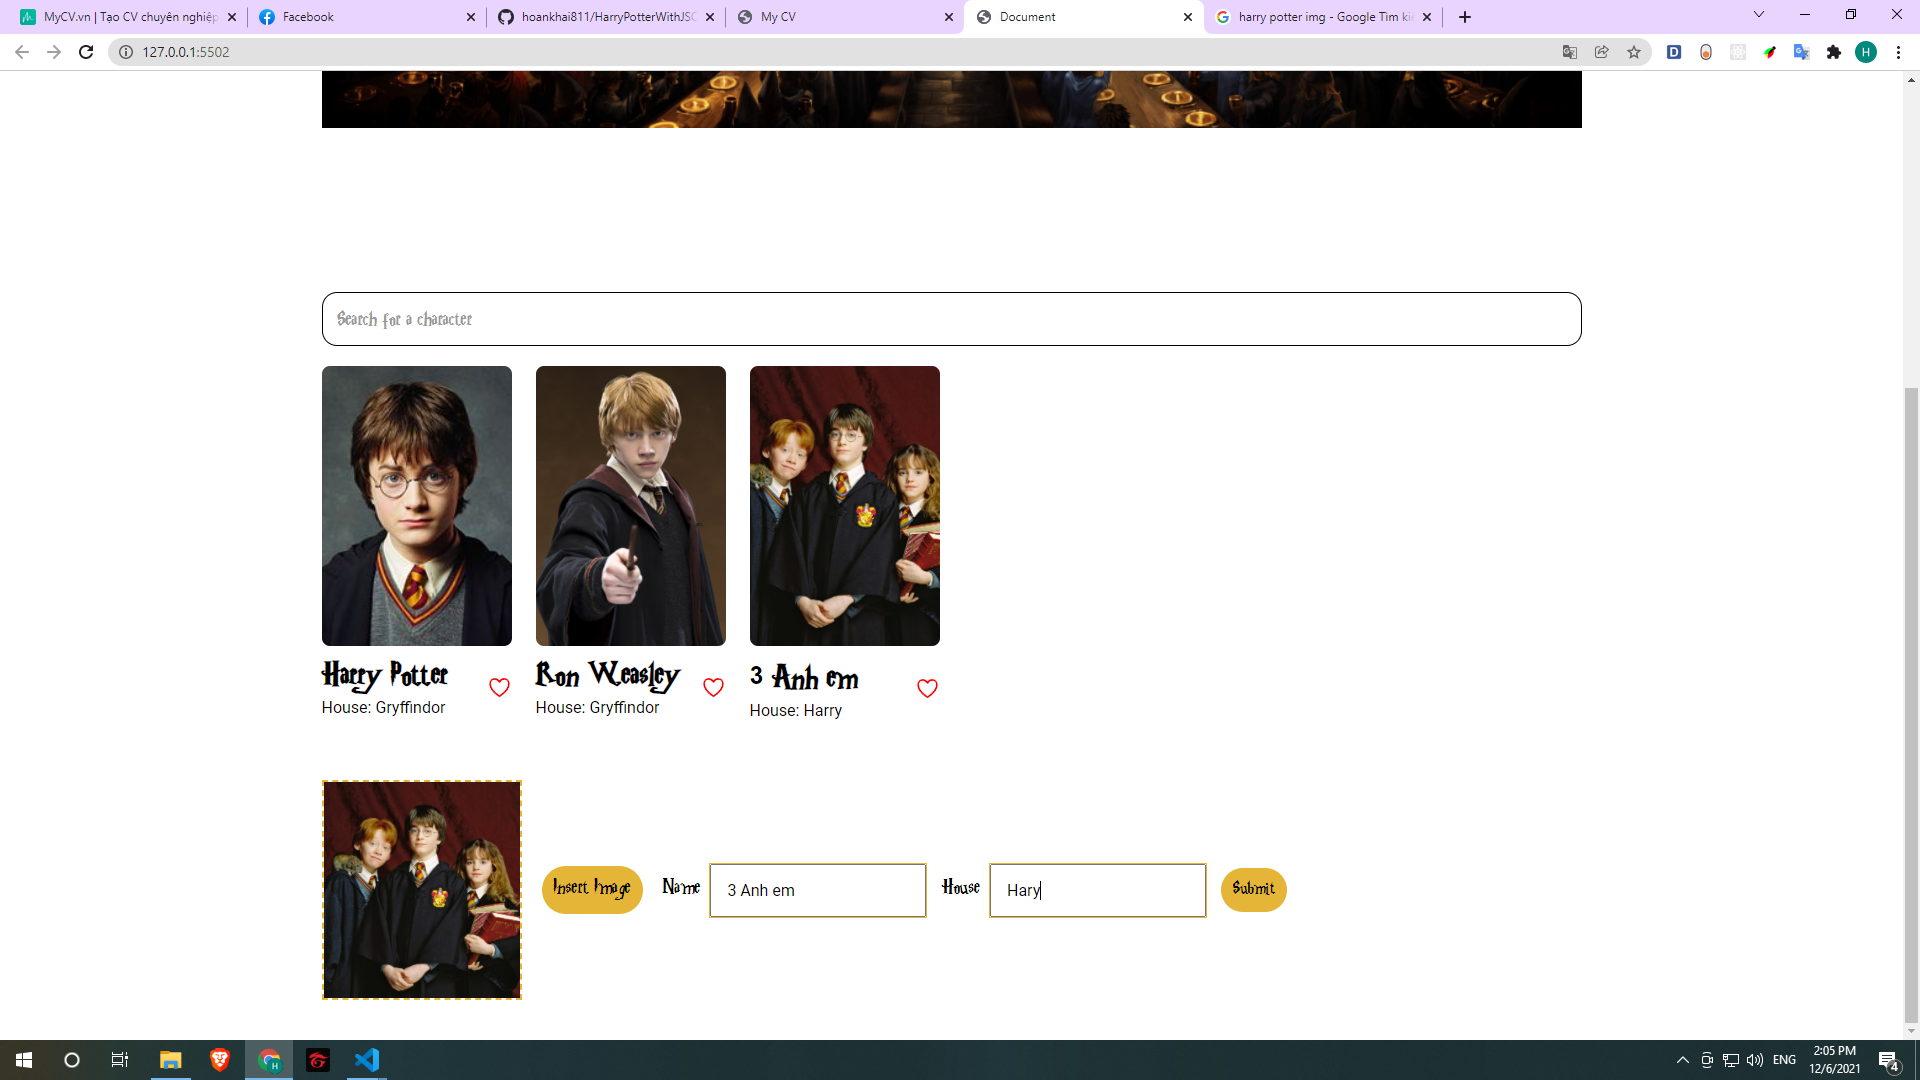 MyCV.vn | Tạo CV chuyên nghiệp
Facebook
hoankhai811/HarryPotterWithJSC
My CV
Document
harry potter img - Google Tìm ki
127.0.0.1:5502
D
H
Search for a character
Harry Potter
House: Gryffindor
Ron Weasley
House: Gryffindor
3 Anh em
House: Harry
Insert Image
Name
3 Anh em
House
Hary
Submit
H
ENG
2:05 PM
12/6/2021
4